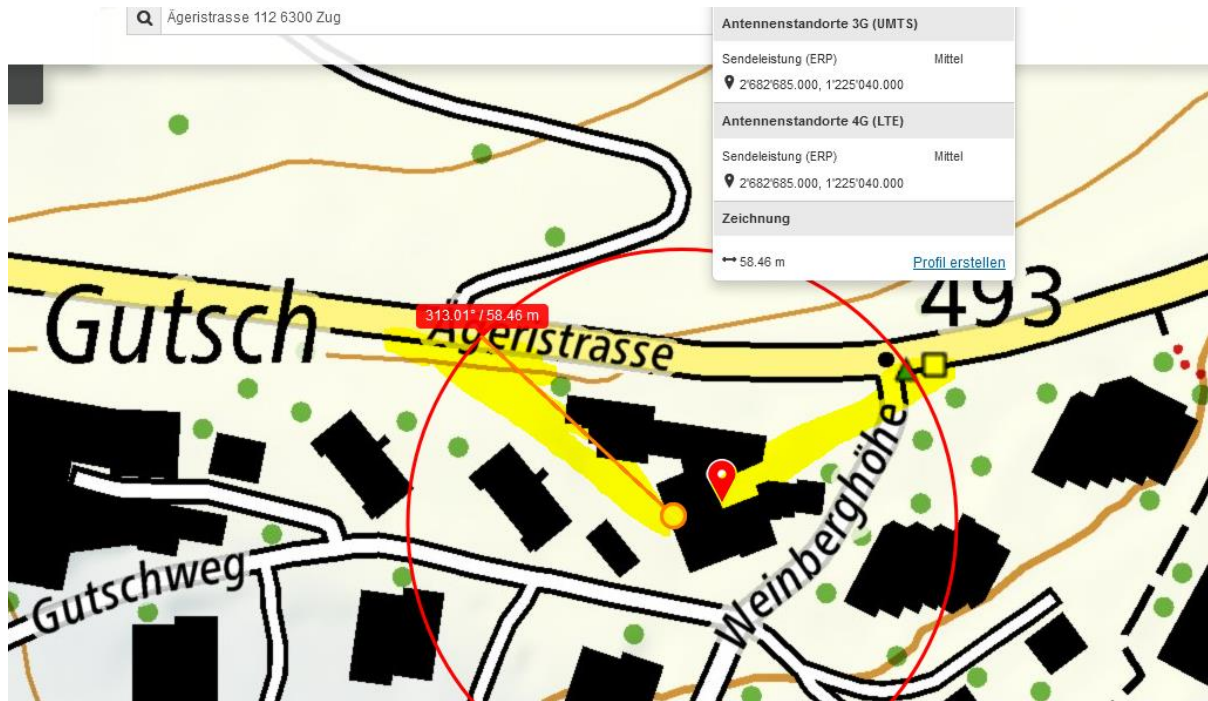 Ägeristrasse 112 6300 Zug
Antennenstandorte 3G (UMTS)
Sendeleistung (ERP) Mittel
2'682'685.000, 1'225'040.000
Antennenstandorte 4G (LTE)
Sendeleistung (ERP) Mittel
2'682'685.000, 1'225'040.000
Zeichnung
58.46 m Profil erstellen
493
Gutsch
313.01° / 58.46 m
Ägeristrasse
Weinberghöhe
Gutschweg